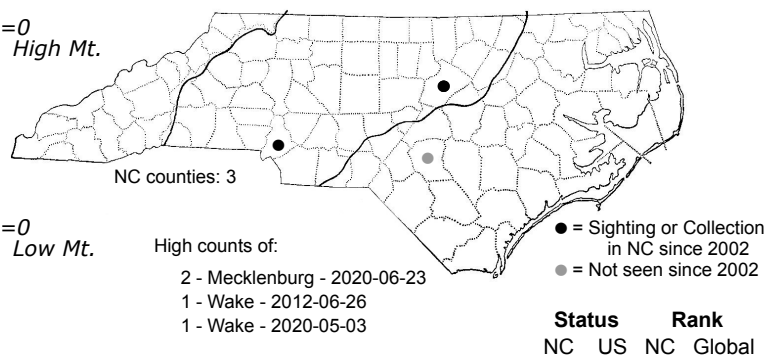 =0
High Mt.
NC counties: 3
=0
Low Mt.
High counts of:
2 - Mecklenburg - 2020-06-23
1 - Wake - 2012-06-26
1 - Wake - 2020-05-03
● = Sighting or Collection
in NC since 2002
● = Not seen since 2002
Status Rank
NC US NC Global